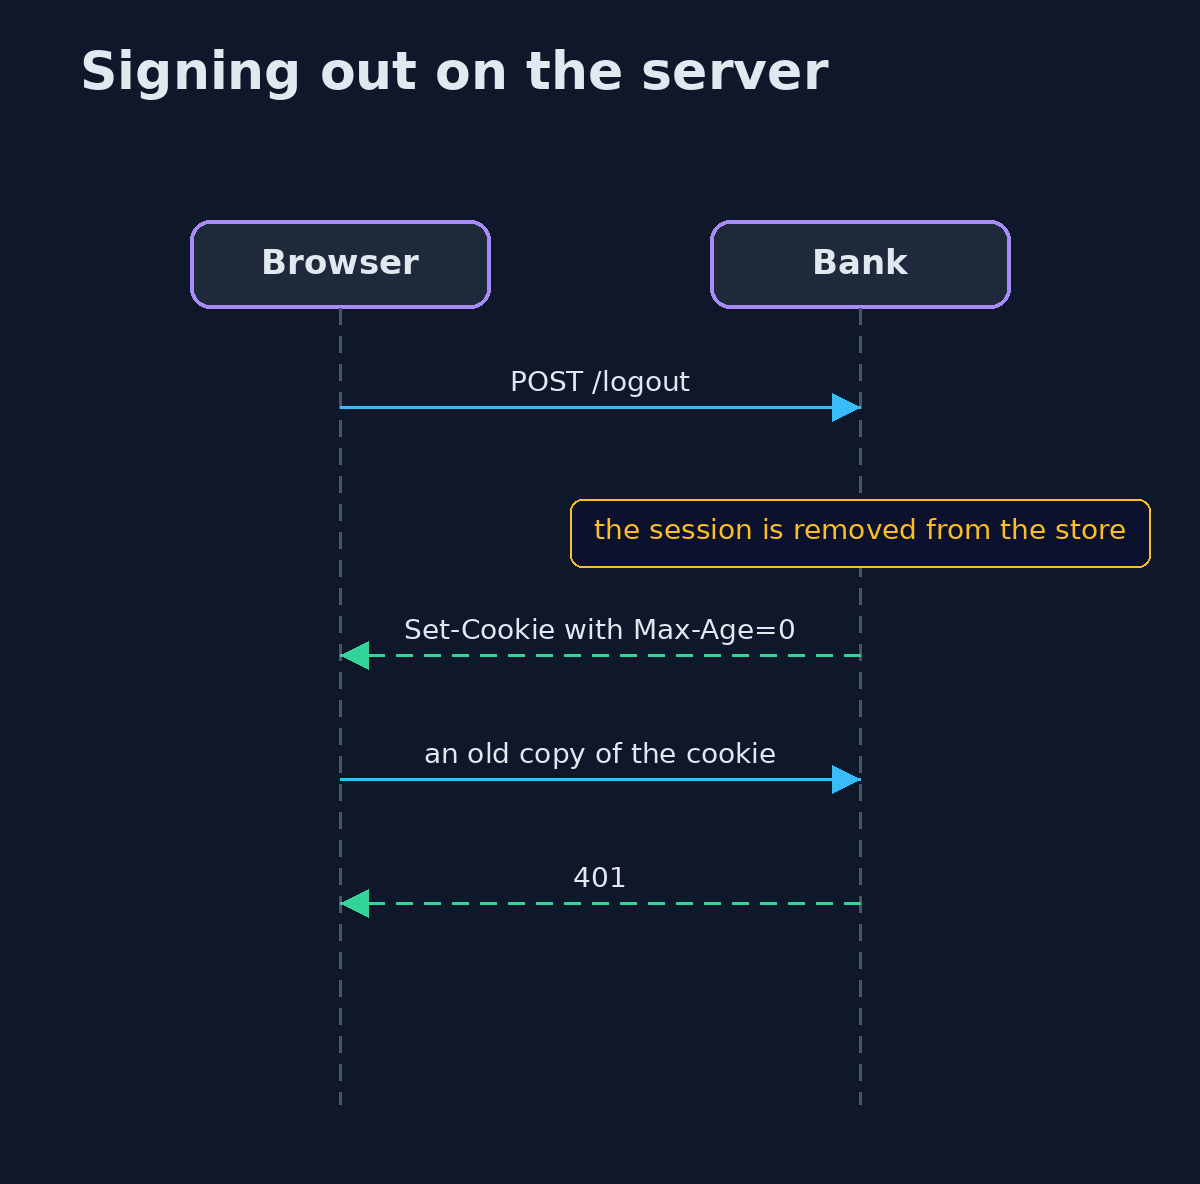 Signing out on the server
Browser
Bank
POST /logout
the session is removed from the store
Set-Cookie with Max-Age=0
an old copy of the cookie
401